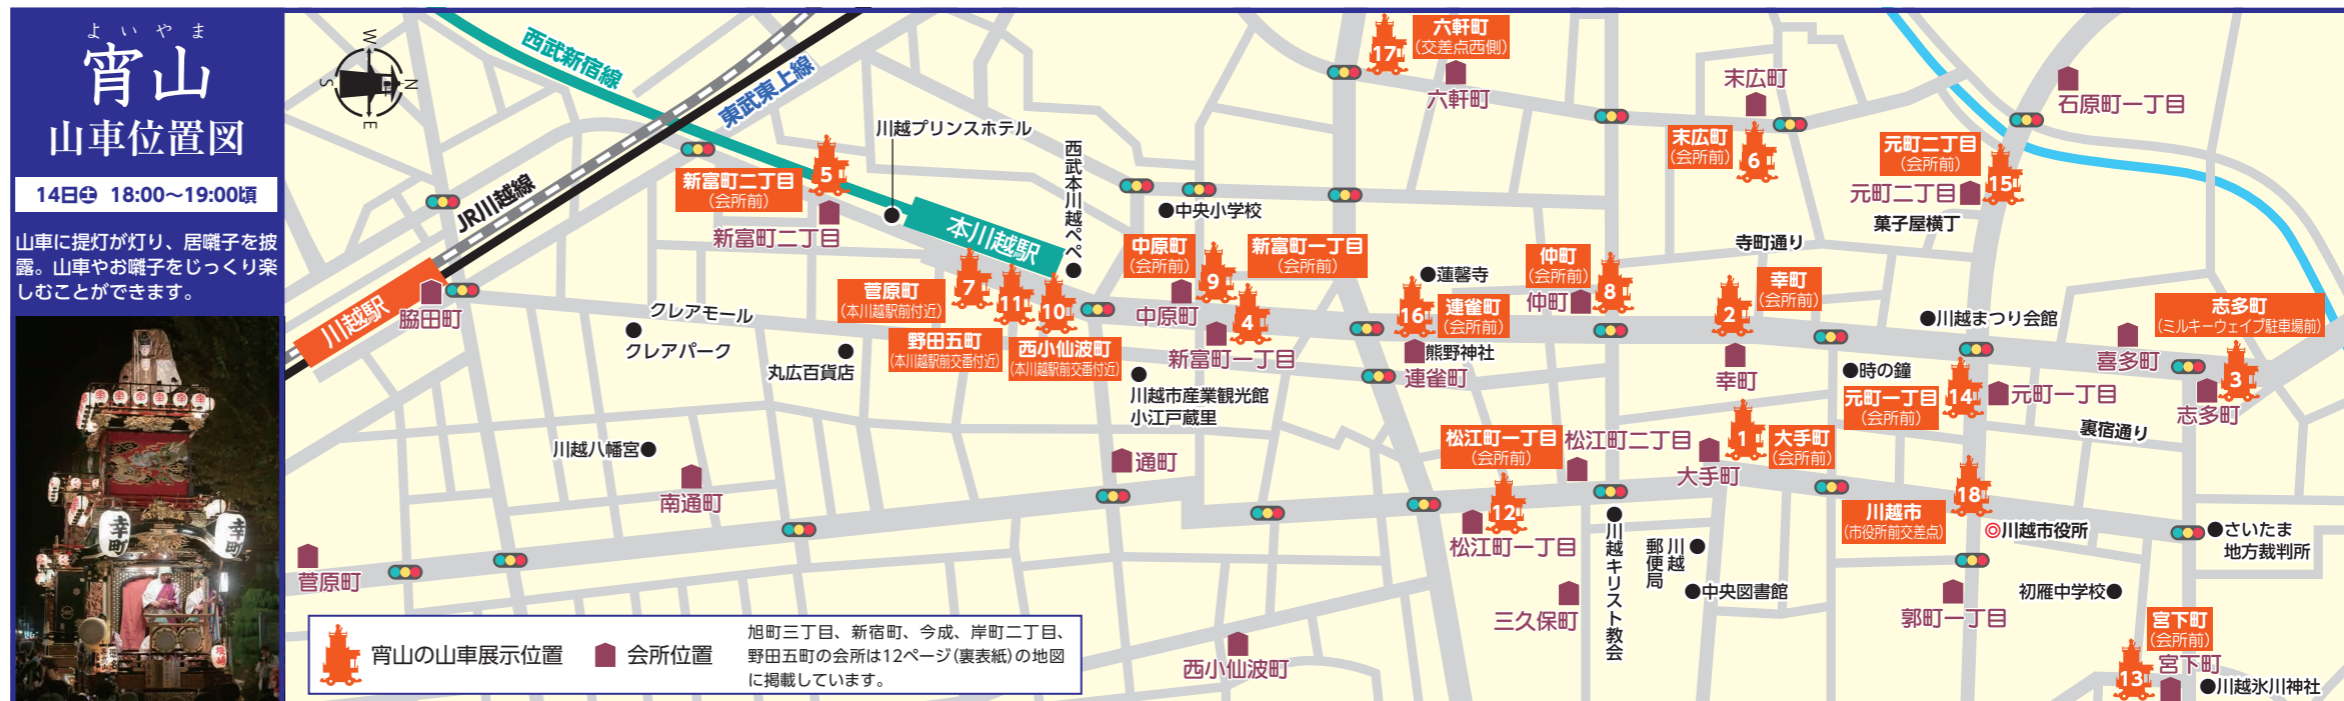 よいやま
宵山
山車位置図
14日㊏ 18:00〜19:00頃
山車に提灯が灯り、居囃子を披
露。山車やお囃子をじっくり楽
しむことができます。
幸町
幸町
W
N
S
E
西武新宿線
東武東上線
JR川越線
川越駅
脇田町
新富町二丁目
（会所前）
5
新富町二丁目
川越プリンスホテル
本川越駅
西武本川越ペペ
クレアモール
クレアパーク
丸広百貨店
菅原町
（本川越駅前付近）
7
11
10
野田五町
（本川越駅前交番付近）
西小仙波町
（本川越駅前交番付近）
中央小学校
中原町
（会所前）
9
中原町
新富町一丁目
（会所前）
4
新富町一丁目
川越市産業観光館
小江戸蔵里
川越八幡宮
南通町
通町
菅原町
17
六軒町
（交差点西側）
六軒町
末広町
末広町
（会所前）
6
元町二丁目
（会所前）
15
元町二丁目
石原町一丁目
菓子屋横丁
寺町通り
蓮馨寺
16
連雀町
（会所前）
熊野神社
連雀町
仲町
（会所前）
仲町
8
幸町
（会所前）
2
幸町
川越まつり会館
時の鐘
元町一丁目
（会所前）
14
元町一丁目
喜多町
志多町
（ミルキーウェイブ駐車場前）
3
志多町
裏宿通り
松江町一丁目
（会所前）
12
松江町一丁目
松江町二丁目
大手町
1
大手町
（会所前）
川越市
（市役所前交差点）
18
川越市役所
さいたま
地方裁判所
川越キリスト教会
川越
郵便局
中央図書館
三久保町
郭町一丁目
初雁中学校
宮下町
（会所前）
13
宮下町
川越氷川神社
西小仙波町
宵山の山車展示位置
会所位置
旭町三丁目、新宿町、今成、岸町二丁目、
野田五町の会所は12ページ（裏表紙）の地図
に掲載しています。